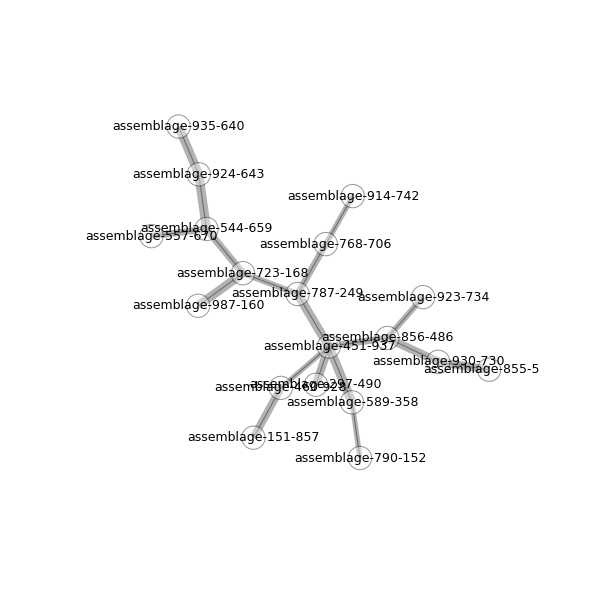 assemblage-935-640
assemblage-924-643
assemblage-914-742
assemblage-544-659
assemblage-557-670
assemblage-768-706
assemblage-723-168
assemblage-787-249
assemblage-923-734
assemblage-987-160
assemblage-856-486
assemblage-451-937
assemblage-930-730
assemblage-855-5
assemblage-297-490
assemblage-460-928
assemblage-589-358
assemblage-151-857
assemblage-790-152